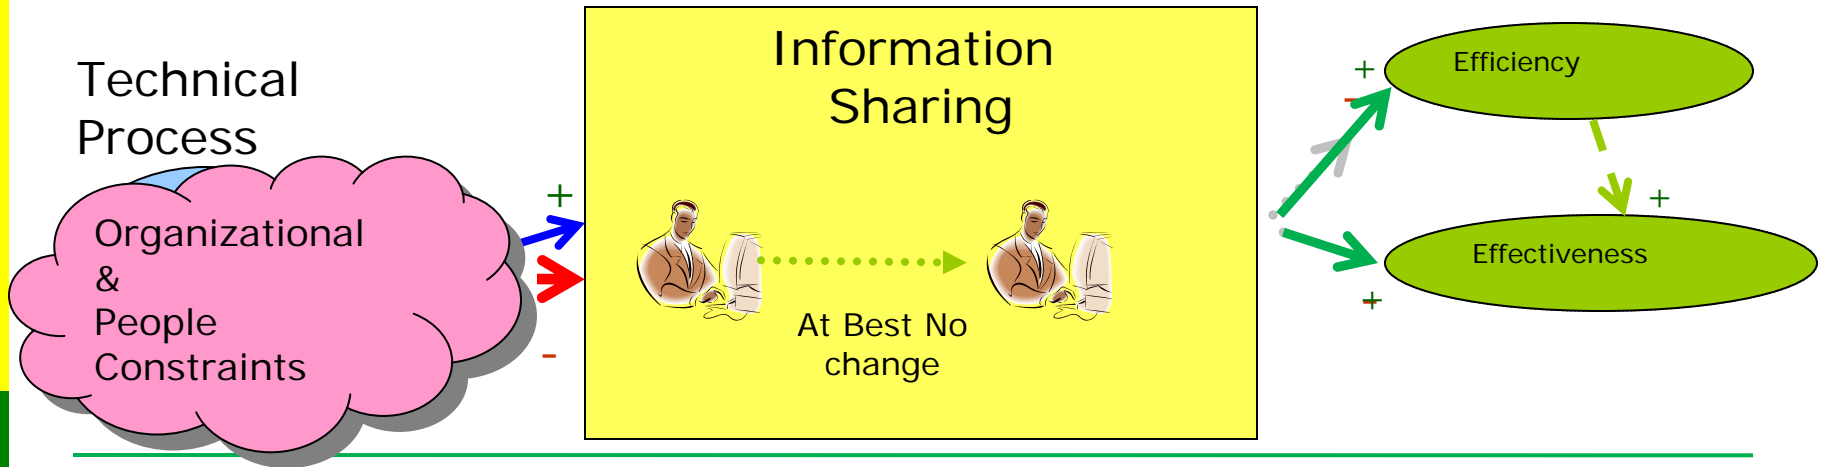 Technical
Process
Organizational
&
People
Constraints
+
-
Information
Sharing
At Best No
change
+
-
Efficiency
+
Effectiveness
+
-